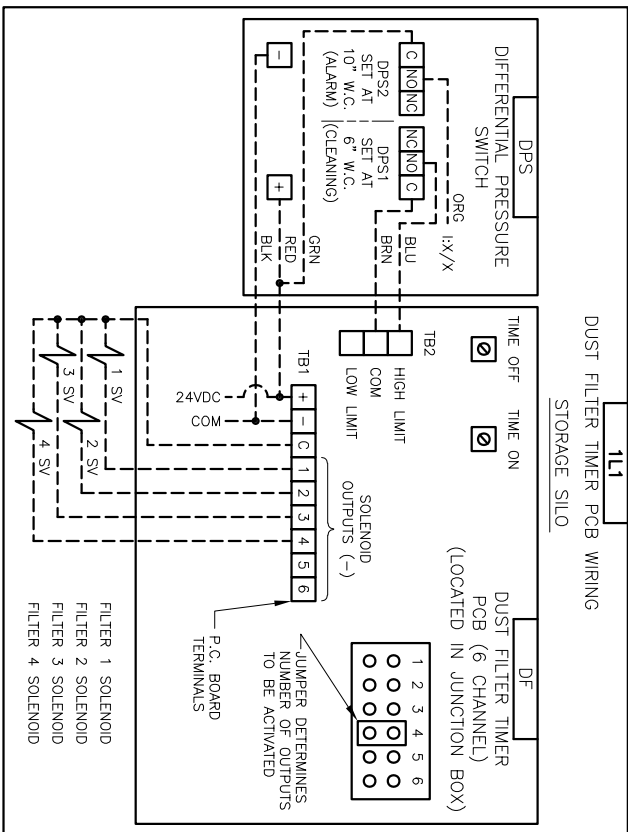 1L1
DUST FILTER TIMER PCB WIRING
STORAGE SILO
DPS
DIFFERENTIAL PRESSURE
SWITCH
C NO NC
NC NO C
DPS2
SET AT
10" W.C.
(ALARM)
DPS1
SET AT
6" W.C.
(CLEANING)
-
+
ORG
I:X/X
BLU
BRN
GRN
RED
BLK
DF
DUST FILTER TIMER
PCB (6 CHANNEL)
(LOCATED IN JUNCTION BOX)
TIME OFF
TIME ON
TB2
HIGH LIMIT
COM
LOW LIMIT
1 2 3 4 5 6
JUMPER DETERMINES
NUMBER OF OUTPUTS
TO BE ACTIVATED
TB1
+ - C 1 2 3 4 5 6
SOLENOID
OUTPUTS (-)
P.C. BOARD
TERMINALS
24VDC
COM
1 SV
2 SV
3 SV
4 SV
FILTER 1 SOLENOID
FILTER 2 SOLENOID
FILTER 3 SOLENOID
FILTER 4 SOLENOID